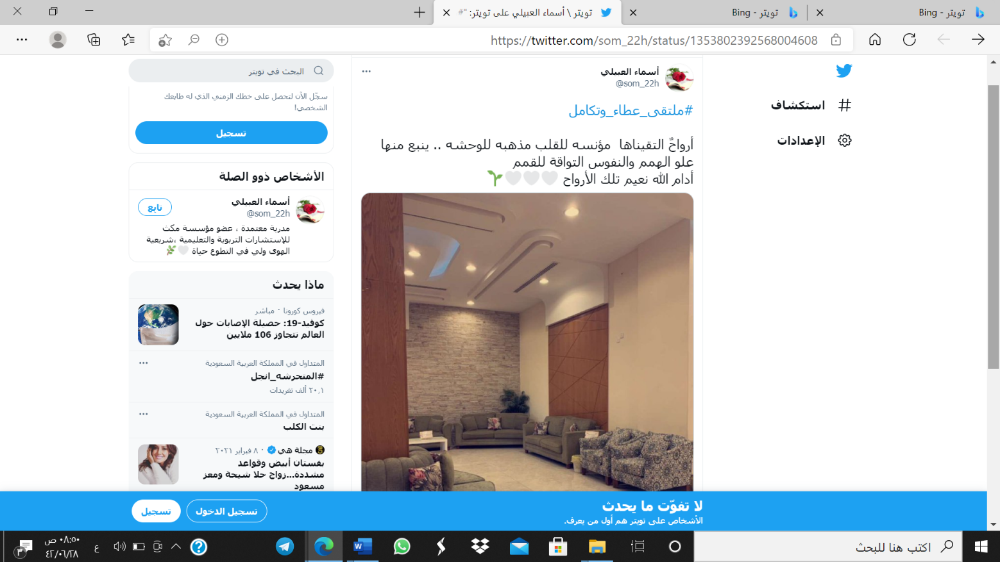 تويتر - Bing
تويتر - Bing
تويتر \ أسماء العبيلي على تويتر: "#
https://twitter.com/som_22h/status/1353802392568004608
استكشاف
الإعدادات
أسماء العبيلي
@som_22h
#ملتقى_عطاء_وتكامل
أرواحٌ التقيناها مؤنسه للقلب مذهبه للوحشه .. ينبع منها
علو الهمم والنفوس التواقة للقمم
أدام الله نعيم تلك الأرواح 🤍🤍🤍🌱
البحث في تويتر
سجّل الآن لتحصل على خطك الزمني الذي له طابعك
الشخصي!
تسجيل
الأشخاص ذوو الصلة
أسماء العبيلي
@som_22h
تابع
مدربة معتمدة ، عضو مؤسسة مكث
للإستشارات التربوية والتعليمية ،شريعية
الهوى ولي في التطوع حياة 🤍🌿
ماذا يحدث
فيروس كورونا · مباشر
كوفيد-19: حصيلة الإصابات حول
العالم تتجاوز 106 ملايين
المتداول في المملكة العربية السعودية
#المتحرشه_انجل
٢٠٫١ ألف تغريدات
المتداول في المملكة العربية السعودية
بنت الكلب
مجلة هي · ٨ فبراير ٢٠٢١
بفستان أبيض وقواعد
مشددة...زواج حلا شيحة ومعز
مسعود
لا تفوّت ما يحدث
الأشخاص على تويتر هم أول من يعرف.
تسجيل الدخول
تسجيل
اكتب هنا للبحث
ع
٠٨:٥٠ ص
٤٢/٠٦/٢٨
٣